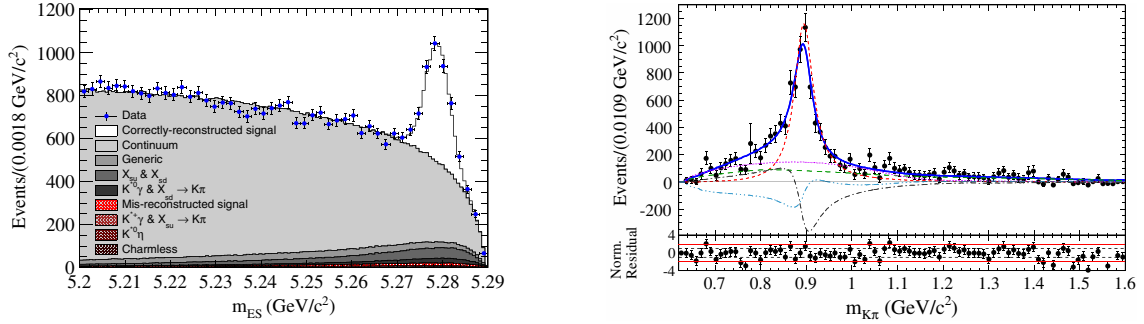 Events/(0.0018 GeV/c²)
1200
1000
800
600
400
200
0
Data
Correctly-reconstructed signal
Continuum
Generic
X_su & X_sd
K*⁰γ & X_sd → Kπ
Mis-reconstructed signal
K*⁺γ & X_su → Kπ
K*⁰η
Charmless
5.2 5.21 5.22 5.23 5.24 5.25 5.26 5.27 5.28 5.29
m_ES (GeV/c²)
Events/(0.0109 GeV/c²)
1200
1000
800
600
400
200
0
-200
Norm.
Residual
4
0
-4
0.7 0.8 0.9 1 1.1 1.2 1.3 1.4 1.5 1.6
m_Kπ (GeV/c²)